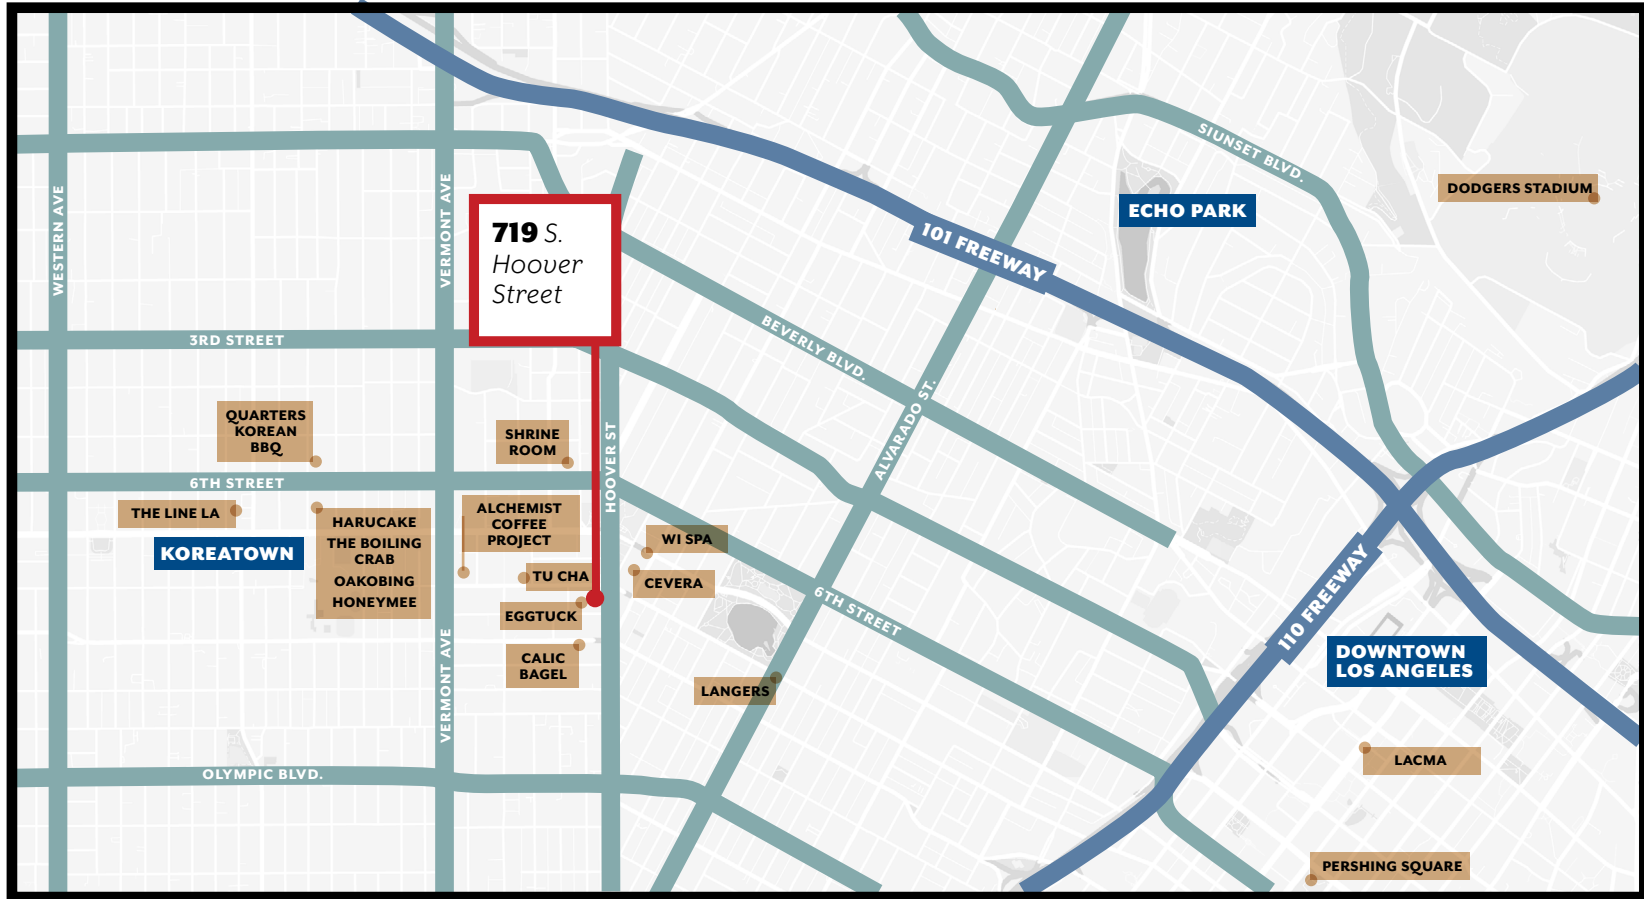 SIUNSET BLVD.
DODGERS STADIUM
ECHO PARK
WESTERN AVE
VERMONT AVE
719 S.
Hoover
Street
101 FREEWAY
3RD STREET
BEVERLY BLVD.
ALVARADO ST.
QUARTERS
KOREAN
BBQ
SHRINE
ROOM
HOOVER ST
6TH STREET
THE LINE LA
KOREATOWN
HARUCAKE
THE BOILING
CRAB
OAKOBING
HONEYMEE
ALCHEMIST
COFFEE
PROJECT
TU CHA
EGGTUCK
CALIC
BAGEL
WI SPA
CEVERA
6TH STREET
LANGERS
110 FREEWAY
DOWNTOWN
LOS ANGELES
VERMONT AVE
OLYMPIC BLVD.
LACMA
PERSHING SQUARE